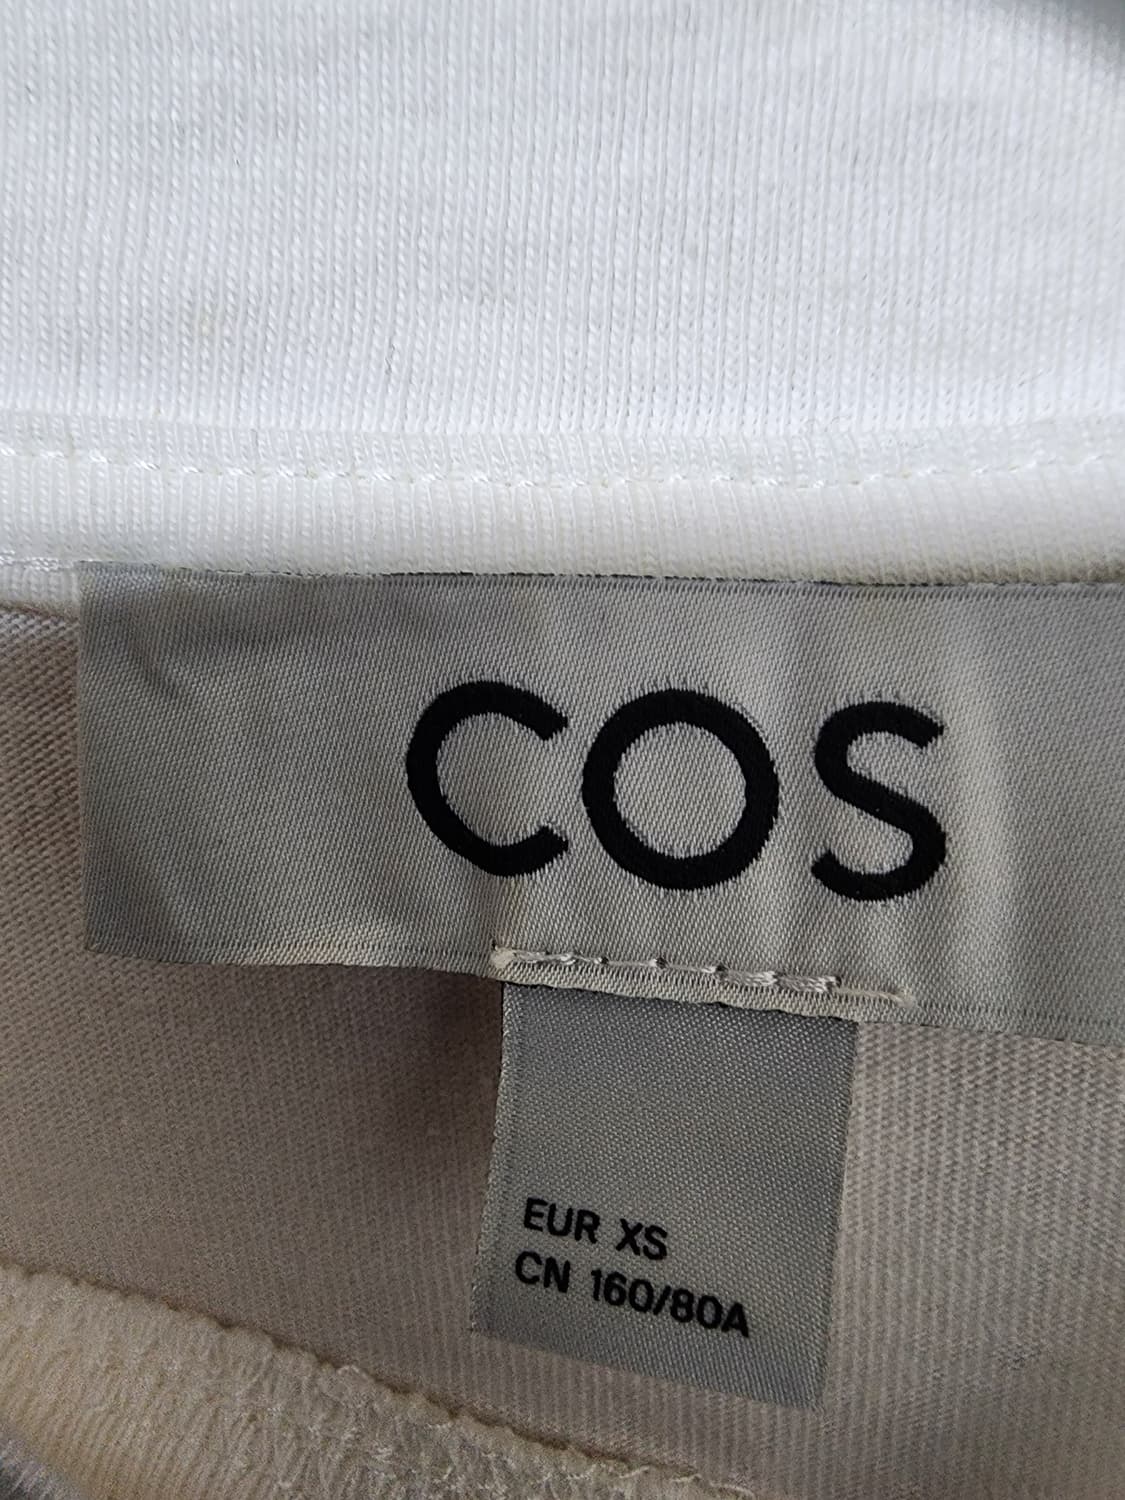 COS
EUR XS
CN 160/80A